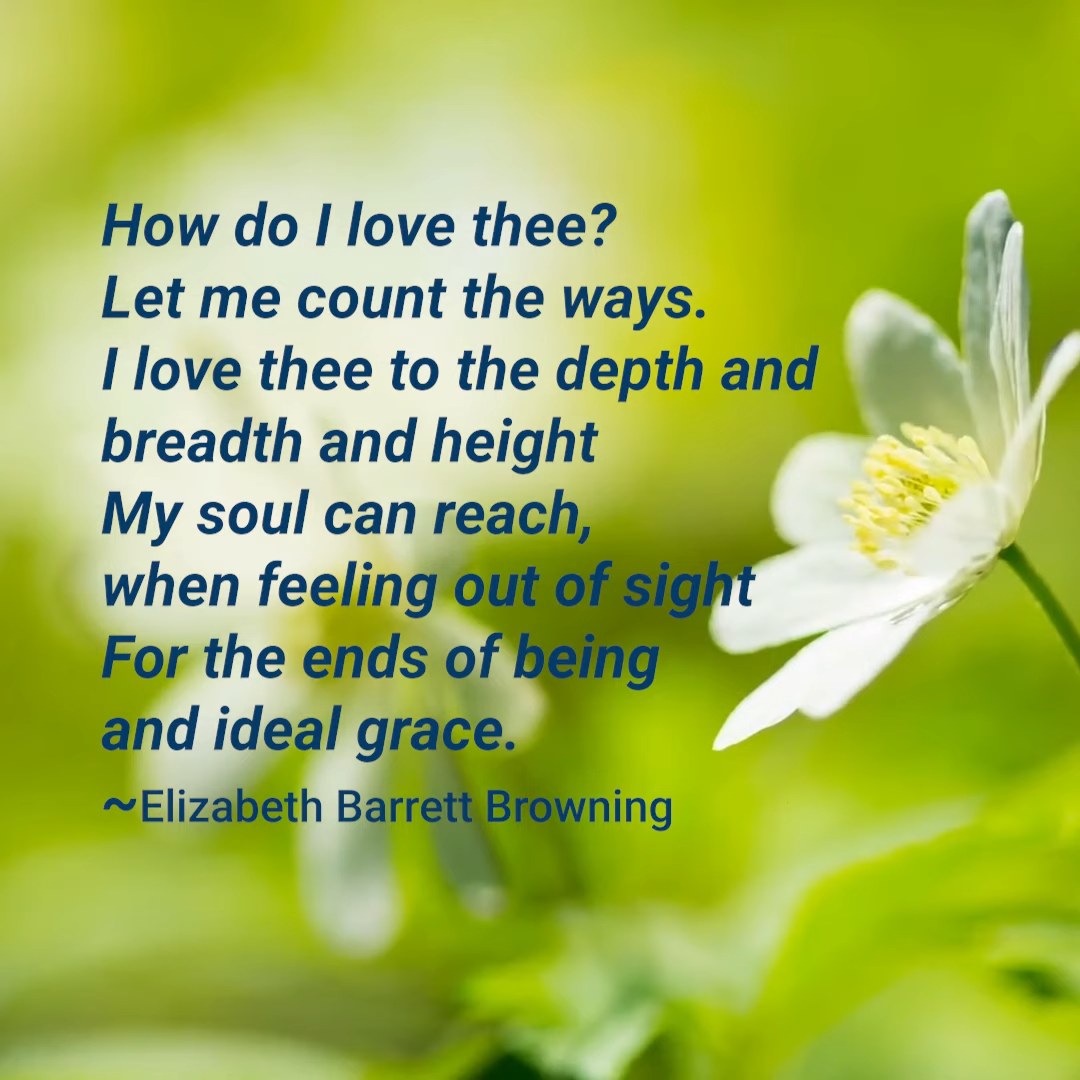 How do I love thee?
Let me count the ways.
I love thee to the depth and
breadth and height
My soul can reach,
when feeling out of sight
For the ends of being
and ideal grace.
~Elizabeth Barrett Browning